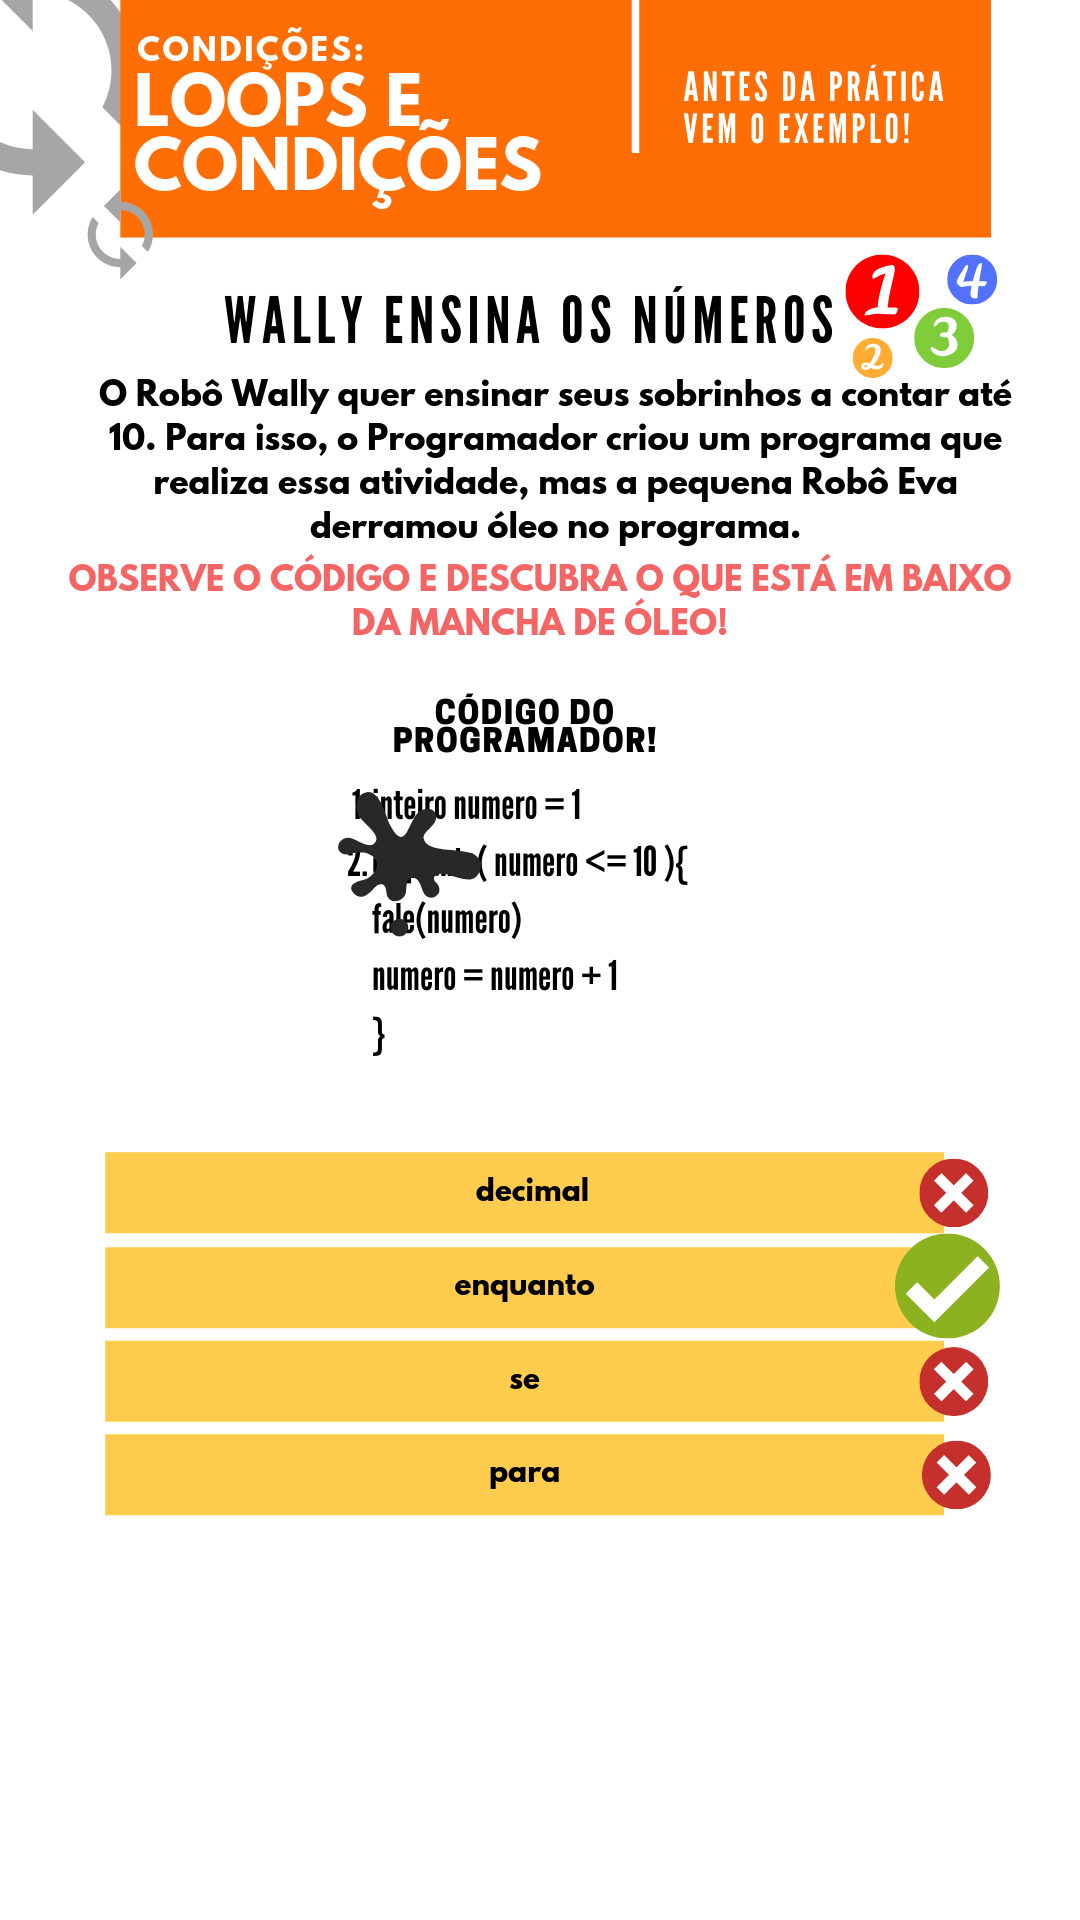 CONDIÇÕES:
LOOPS E
CONDIÇÕES
ANTES DA PRÁTICA
VEM O EXEMPLO!
WALLY ENSINA OS NÚMEROS
1
4
3
2
O Robô Wally quer ensinar seus sobrinhos a contar até
10. Para isso, o Programador criou um programa que
realiza essa atividade, mas a pequena Robô Eva
derramou óleo no programa.
OBSERVE O CÓDIGO E DESCUBRA O QUE ESTÁ EM BAIXO
DA MANCHA DE ÓLEO!
CÓDIGO DO
PROGRAMADOR!
1. inteiro numero = 1
2. ( numero <= 10 ){
fale(numero)
numero = numero + 1
}
decimal
enquanto
se
para